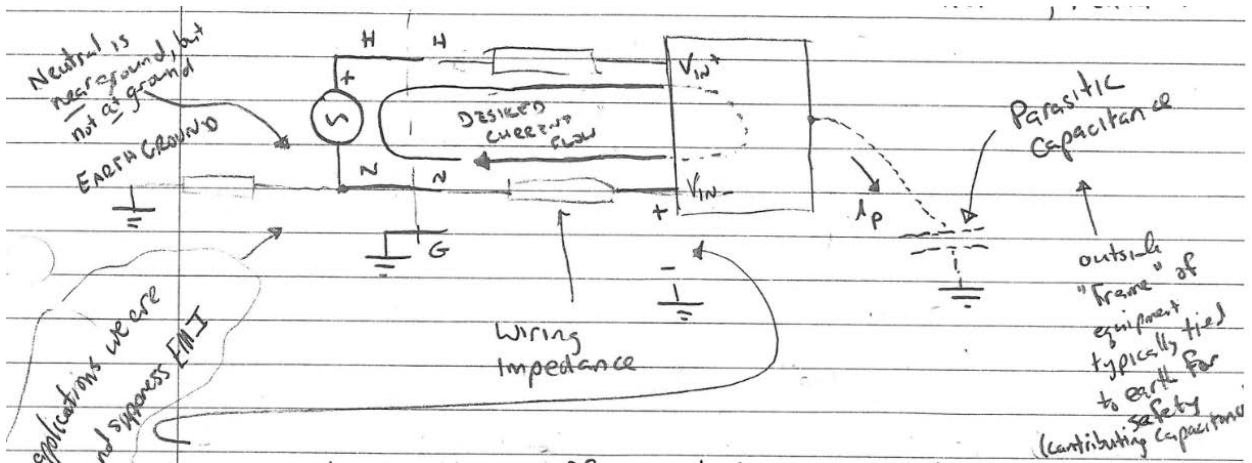 Neutral is
near ground, but
not at ground
EARTH GROUND
H H
+
DESIRED
CURRENT
FLOW
N N
G
VIN+
VIN-
+
-
Wiring
Impedance
ip
Parasitic
Capacitance
outside
"frame" of
equipment
typically tied
to earth for
safety
(contributing capacitance
applications we are
nd suppress EMI